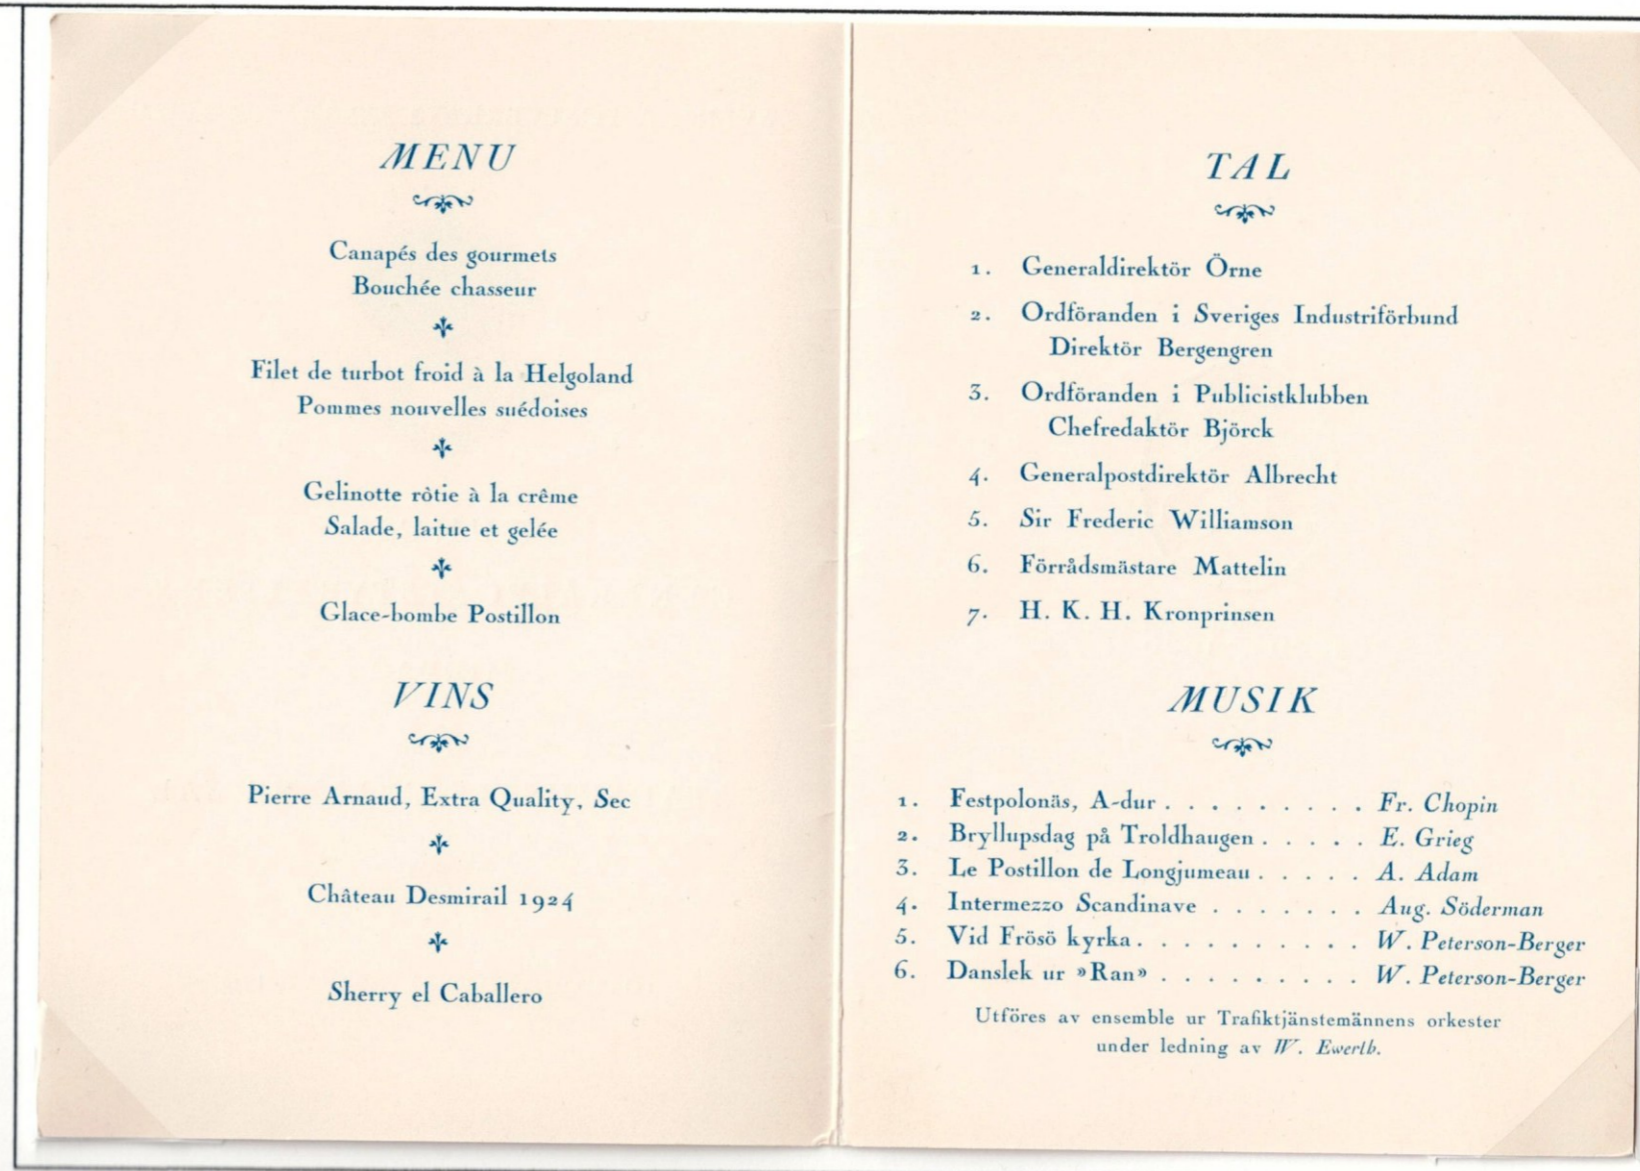 MENU
Canapés des gourmets
Bouchée chasseur
Filet de turbot froid à la Helgoland
Pommes nouvelles suédoises
Gelinotte ròtie à la crême
Salade, laitue et gelée
Glace-bombe Postillon
VINS
Pierre Arnaud, Extra Quality, Sec
Château Desmirail 1924
Sherry el Caballero
TAL
1. Generaldirektör Örne
2. Ordföranden i Sveriges Industriförbund
Direktör Bergengren
3. Ordföranden i Publicistklubben
Chefredaktör Björck
4. Generalpostdirektör Albrecht
5. Sir Frederic Williamson
6. Förrådsmästare Mattelin
7. H. K. H. Kronprinsen
MUSIK
1. Festpolonäs, A-dur . . . . . . . . . Fr. Chopin
2. Bryllupsdag på Troldhaugen . . . . . E. Grieg
3. Le Postillon de Longjumeau . . . . . A. Adam
4. Intermezzo Scandinave . . . . . . . Aug. Söderman
5. Vid Frösö kyrka . . . . . . . . . . W. Peterson-Berger
6. Danslek ur »Ran» . . . . . . . . . W. Peterson-Berger
Utföres av ensemble ur Trafiktjänstemännens orkester
under ledning av W. Ewerth.